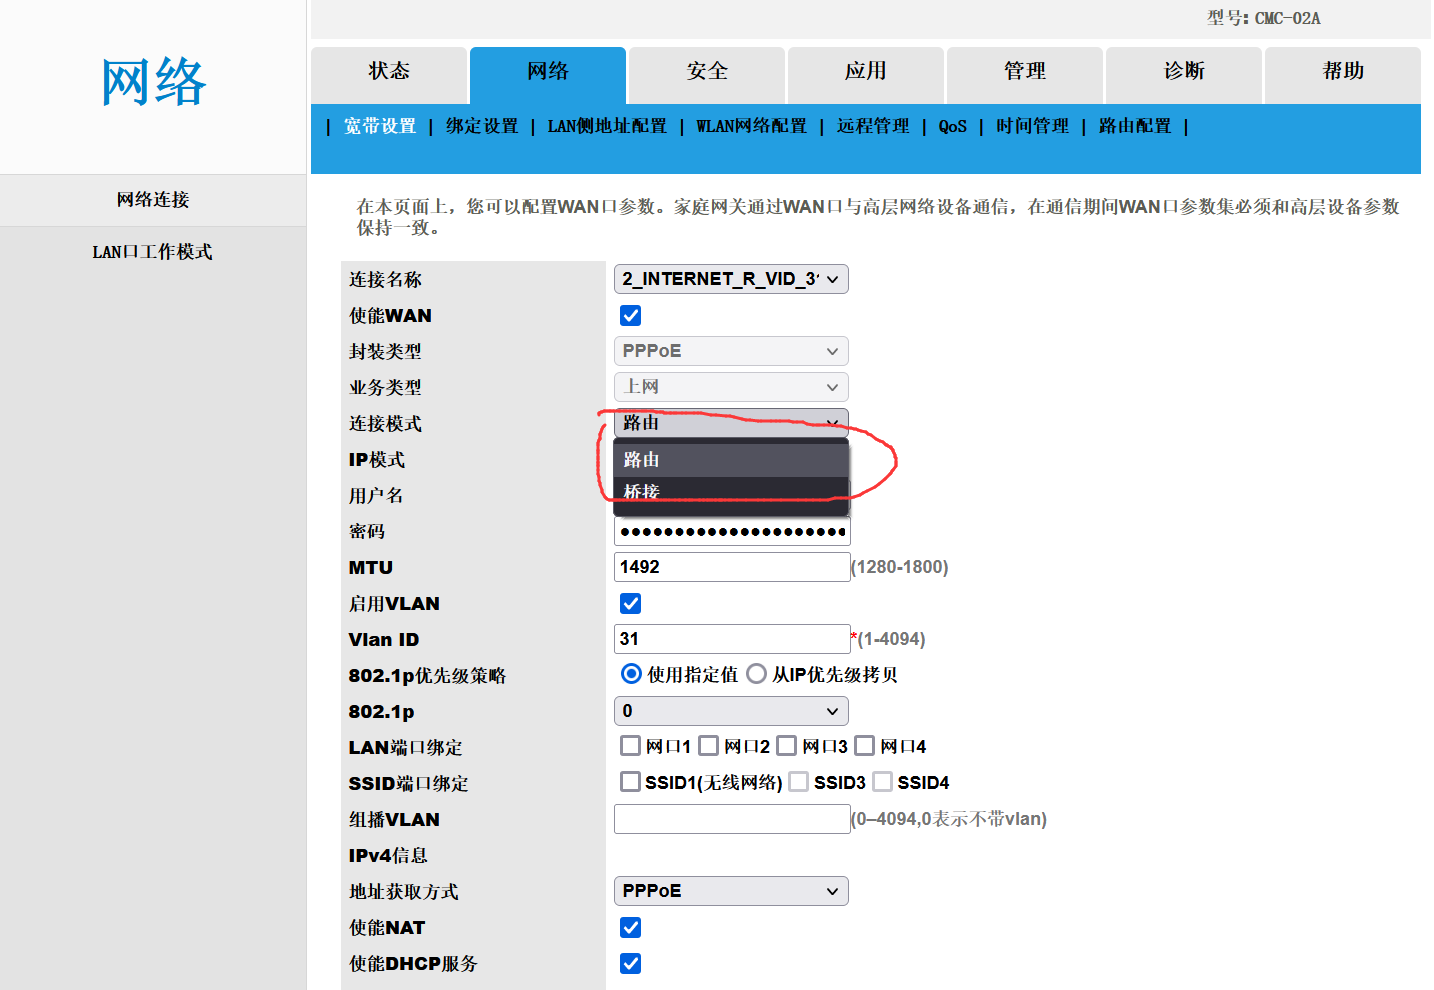 型号: CMC-02A
网络
状态 网络 安全 应用 管理 诊断 帮助
| 宽带设置 | 绑定设置 | LAN侧地址配置 | WLAN网络配置 | 远程管理 | QoS | 时间管理 | 路由配置 |
网络连接
LAN口工作模式
在本页面上，您可以配置WAN口参数。家庭网关通过WAN口与高层网络设备通信，在通信期间WAN口参数集必须和高层设备参数
保持一致。
连接名称 2_INTERNET_R_VID_3
使能WAN
封装类型 PPPoE
业务类型 上网
连接模式 路由
IP模式 路由
用户名 桥接
密码 ●●●●●●●●●●●●●●●●●●●●●
MTU 1492 (1280-1800)
启用VLAN
Vlan ID 31 *(1-4094)
802.1p优先级策略 使用指定值 从IP优先级拷贝
802.1p 0
LAN端口绑定 网口1 网口2 网口3 网口4
SSID端口绑定 SSID1(无线网络) SSID3 SSID4
组播VLAN (0–4094,0表示不带vlan)
IPv4信息
地址获取方式 PPPoE
使能NAT
使能DHCP服务